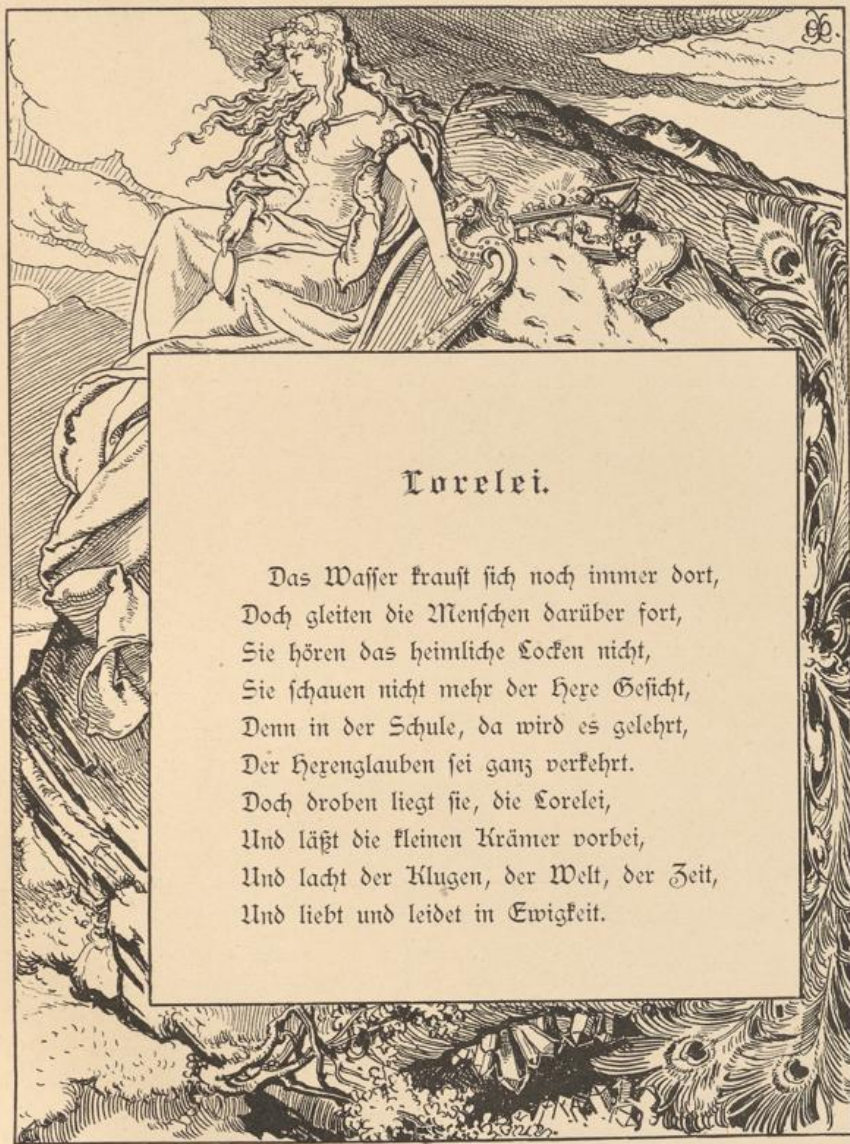 Lorelei.
Das Wasser kraust sich noch immer dort,
Doch gleiten die Menschen darüber fort,
Sie hören das heimliche Locken nicht,
Sie schauen nicht mehr der Hexe Gesicht,
Denn in der Schule, da wird es gelehrt,
Der Hexenglauben sei ganz verkehrt.
Doch droben liegt sie, die Lorelei,
Und läßt die kleinen Krämer vorbei,
Und lacht der Klugen, der Welt, der Zeit,
Und liebt und leidet in Ewigkeit.